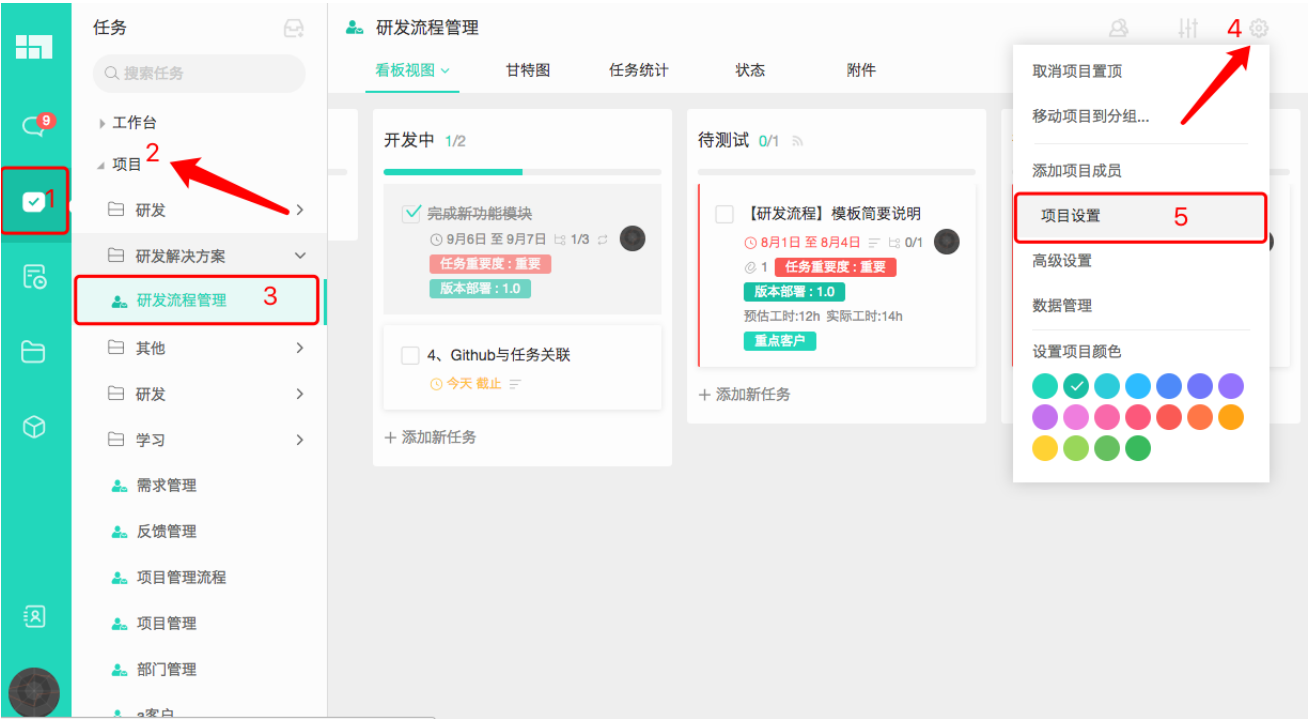 任务
搜索任务
9
1
工作台
项目 2
研发
研发解决方案
研发流程管理 3
其他
研发
学习
需求管理
反馈管理
项目管理流程
项目管理
部门管理
a客户
研发流程管理
看板视图 甘特图 任务统计 状态 附件
开发中 1/2
完成新功能模块
9月6日 至 9月7日 1/3
任务重要度 : 重要
版本部署 : 1.0
4、Github与任务关联
今天 截止
+ 添加新任务
待测试 0/1
【研发流程】模板简要说明
8月1日 至 8月4日 0/1
1 任务重要度 : 重要
版本部署 : 1.0
预估工时:12h 实际工时:14h
重点客户
+ 添加新任务
4
取消项目置顶
移动项目到分组...
添加项目成员
项目设置 5
高级设置
数据管理
设置项目颜色